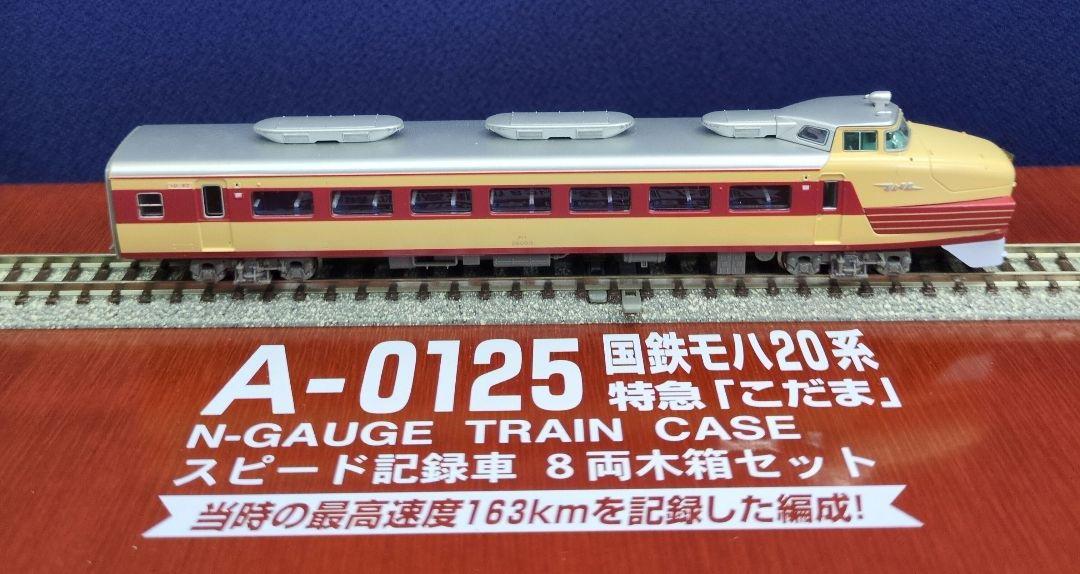 A-0125
国鉄モハ20系
特急「こだま」
N-GAUGE TRAIN CASE
スピード記録車 8両木箱セット
当時の最高速度163kmを記録した編成!